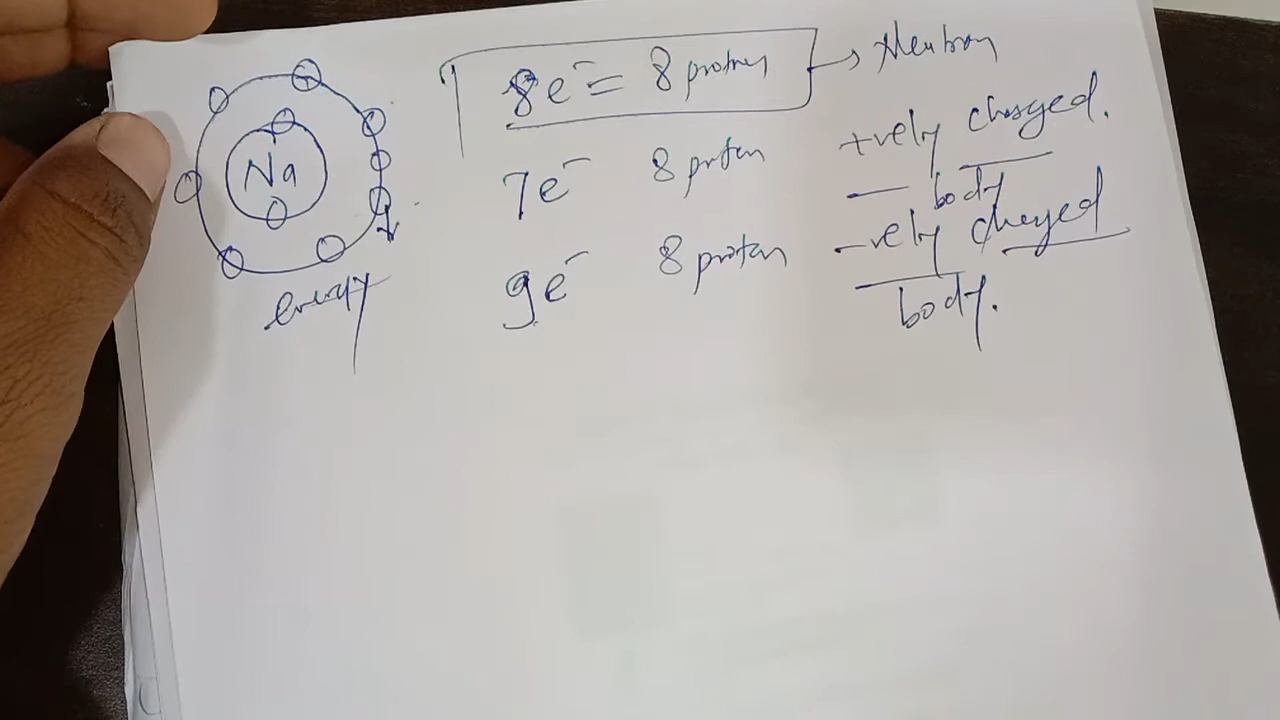 Na
energy
8e⁻ = 8 protons → Neutron
7e⁻ 8 proton +vely charged.
body
9e⁻ 8 proton -vely charged
body.